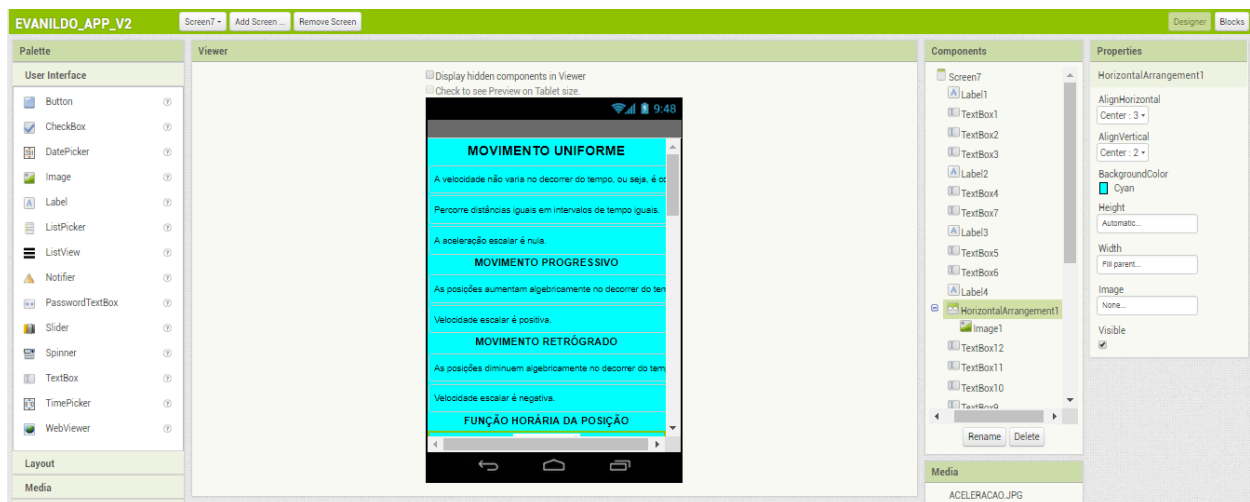 EVANILDO_APP_V2
Screen7
Add Screen ...
Remove Screen
Designer
Blocks
Palette
User Interface
Button
CheckBox
DatePicker
Image
Label
ListPicker
ListView
Notifier
PasswordTextBox
Slider
Spinner
TextBox
TimePicker
WebViewer
Layout
Media
Viewer
Display hidden components in Viewer
Check to see Preview on Tablet size.
9:48
MOVIMENTO UNIFORME
A velocidade não varia no decorrer do tempo, ou seja, é
Percorre distâncias iguais em intervalos de tempo iguais.
A aceleração escalar é nula.
MOVIMENTO PROGRESSIVO
As posições aumentam algebricamente no decorrer do tem
Velocidade escalar é positiva.
MOVIMENTO RETRÓGRADO
As posições diminuem algebricamente no decorrer do tem
Velocidade escalar é negativa.
FUNÇÃO HORÁRIA DA POSIÇÃO
Components
Screen7
Label1
TextBox1
TextBox2
TextBox3
Label2
TextBox4
TextBox7
Label3
TextBox5
TextBox6
Label4
HorizontalArrangement1
Image1
TextBox12
TextBox11
TextBox10
TextBox9
Rename
Delete
Media
ACELERACAO.JPG
Properties
HorizontalArrangement1
AlignHorizontal
Center : 3
AlignVertical
Center : 2
BackgroundColor
Cyan
Height
Automatic...
Width
Fill parent...
Image
None...
Visible